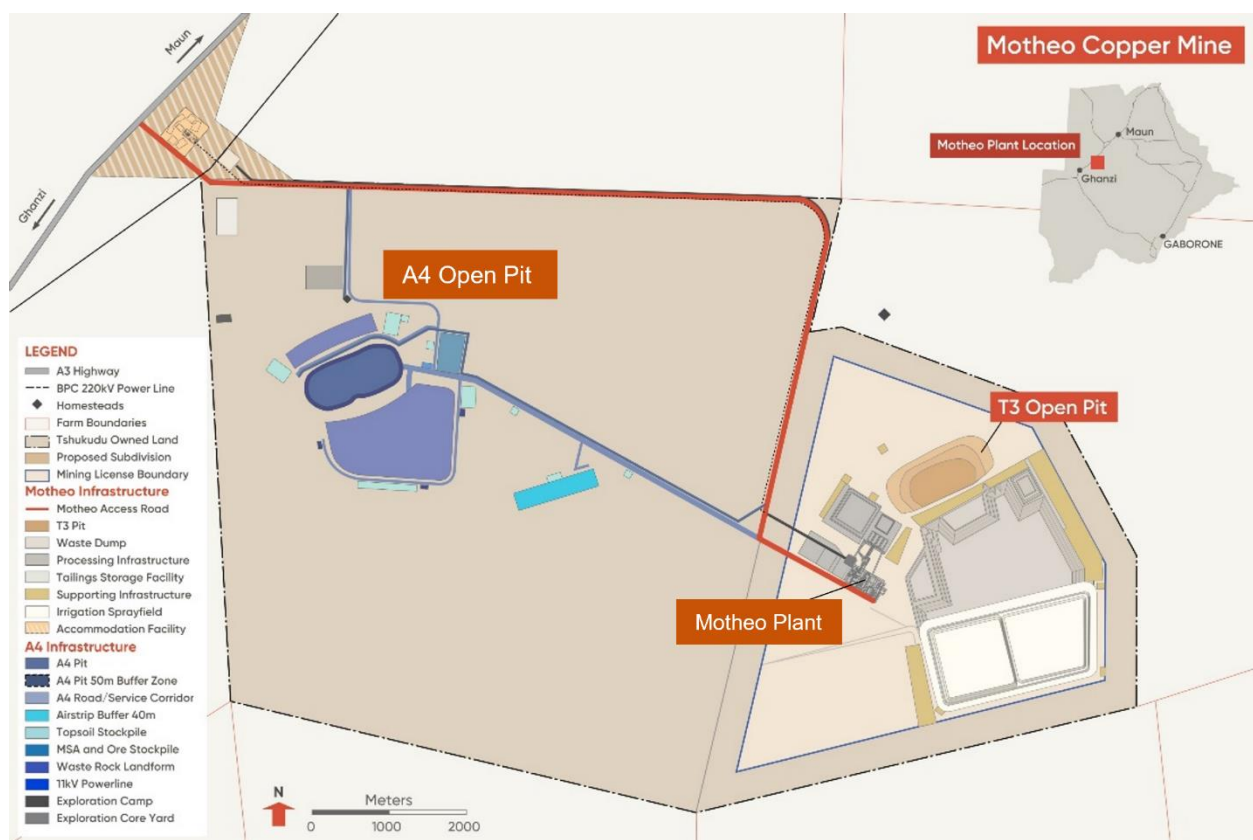 Maun
Ghanzi
Motheo Copper Mine
Maun
Motheo Plant Location
Ghanzi
GABORONE
A4 Open Pit
T3 Open Pit
Motheo Plant
LEGEND
A3 Highway
BPC 220kV Power Line
Homesteads
Farm Boundaries
Tshukudu Owned Land
Proposed Subdivision
Mining License Boundary
Motheo Infrastructure
Motheo Access Road
T3 Pit
Waste Dump
Processing Infrastructure
Tailings Storage Facility
Supporting Infrastructure
Irrigation Sprayfield
Accommodation Facility
A4 Infrastructure
A4 Pit
A4 Pit 50m Buffer Zone
A4 Road/Service Corridor
Airstrip Buffer 40m
Topsoil Stockpile
MSA and Ore Stockpile
Waste Rock Landform
11kV Powerline
Exploration Camp
Exploration Core Yard
N
Meters
0 1000 2000